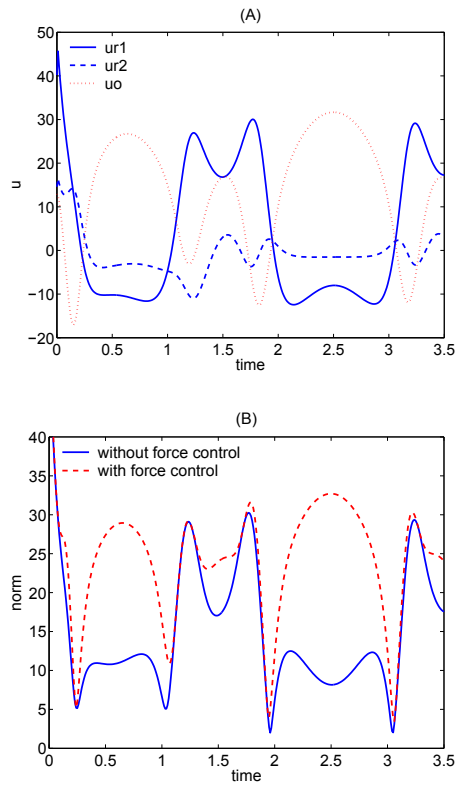 (A)
50
40
30
20
10
0
−10
−20
u
ur1
ur2
uo
0 0.5 1 1.5 2 2.5 3 3.5
time
(B)
40
35
30
25
20
15
10
5
0
norm
without force control
with force control
0 0.5 1 1.5 2 2.5 3 3.5
time